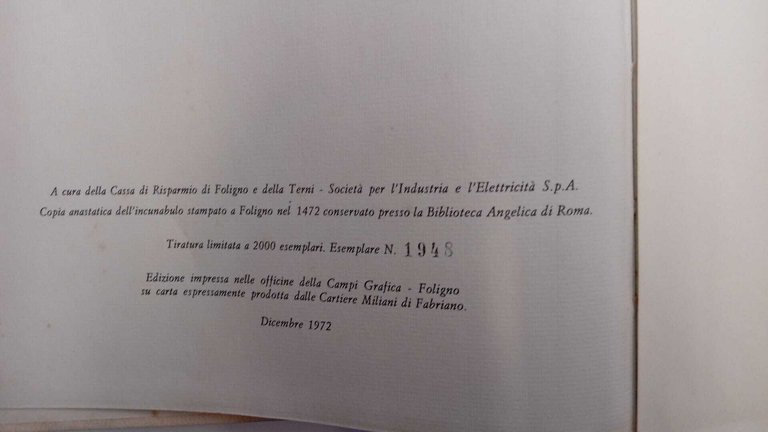 A cura della Cassa di Risparmio di Foligno e della Terni - Società per l'Industria e l'Elettricità S.p.A.
Copia anastatica dell'incunabulo stampato a Foligno nel 1472 conservato presso la Biblioteca Angelica di Roma.
Tiratura limitata a 2000 esemplari. Esemplare N. 1948
Edizione impressa nelle officine della Campi Grafica - Foligno
su carta espressamente prodotta dalle Cartiere Miliani di Fabriano.
Dicembre 1972